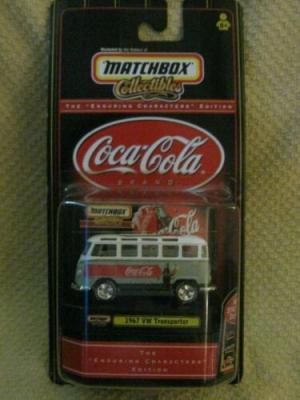 MATCHBOX
Collectibles
THE "ENDURING CHARACTERS" EDITION
Coca-Cola
BRAND
MATCHBOX
Coca-Cola
1967 VW Transporter
THE
"ENDURING CHARACTERS"
EDITION